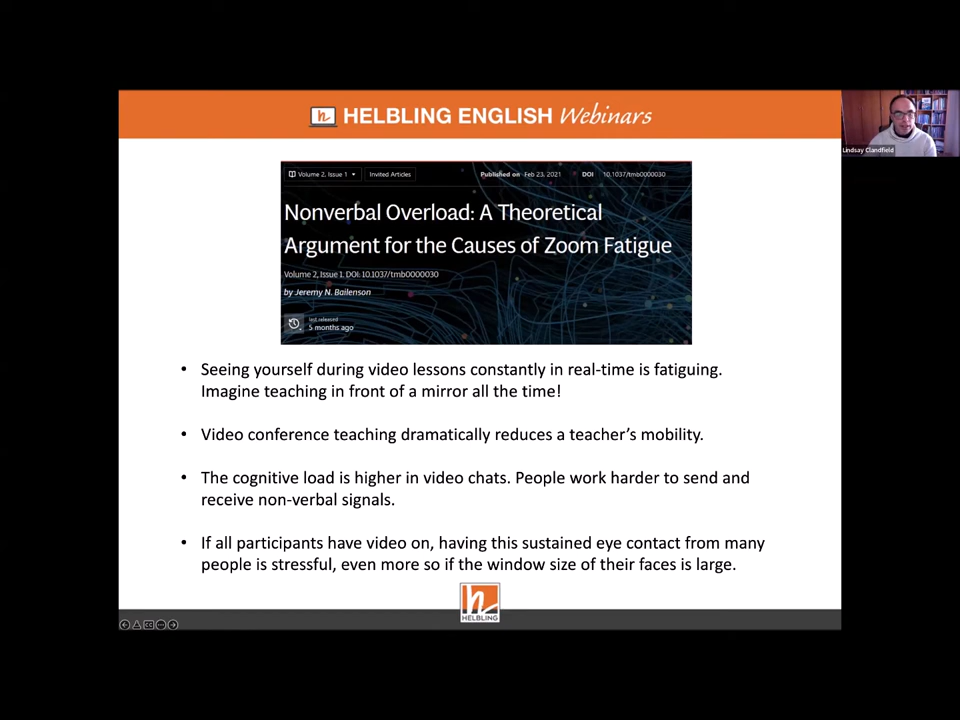 HELBLING ENGLISH Webinars
Lindsay Clandfield
Volume 2, Issue 1
Invited Articles
Published on Feb 23, 2021
DOI 10.1037/tmb0000030
Nonverbal Overload: A Theoretical
Argument for the Causes of Zoom Fatigue
Volume 2, Issue 1. DOI: 10.1037/tmb0000030
by Jeremy N. Bailenson
last released
5 months ago
• Seeing yourself during video lessons constantly in real-time is fatiguing.
Imagine teaching in front of a mirror all the time!
• Video conference teaching dramatically reduces a teacher’s mobility.
• The cognitive load is higher in video chats. People work harder to send and
receive non-verbal signals.
• If all participants have video on, having this sustained eye contact from many
people is stressful, even more so if the window size of their faces is large.
h
HELBLING